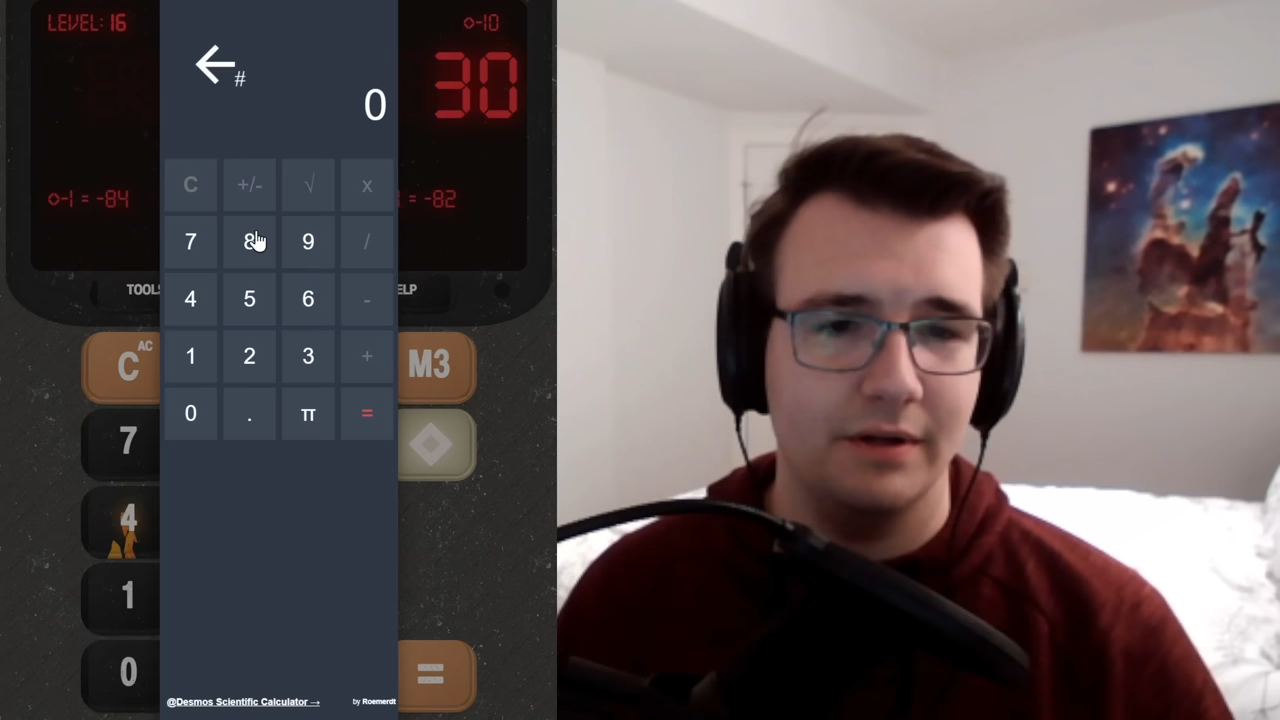 LEVEL: 16
◇-10
30
←
#
0
◇-1 = -84
= -82
C +/- √ x
7 8 9 /
4 5 6 -
1 2 3 +
0 . π =
TOOLS
ELP
C AC
M3
7
4
1
0
=
@Desmos Scientific Calculator →
by Roemerdt